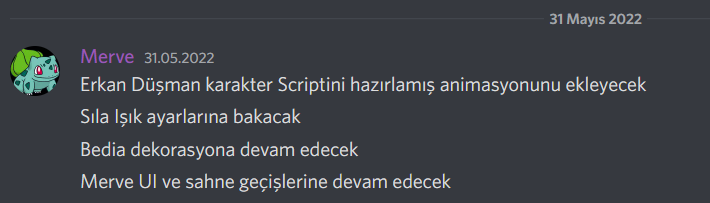 31 Mayıs 2022
Merve 31.05.2022
Erkan Düşman karakter Scriptini hazırlamış animasyonunu ekleyecek
Sıla Işık ayarlarına bakacak
Bedia dekorasyona devam edecek
Merve UI ve sahne geçişlerine devam edecek